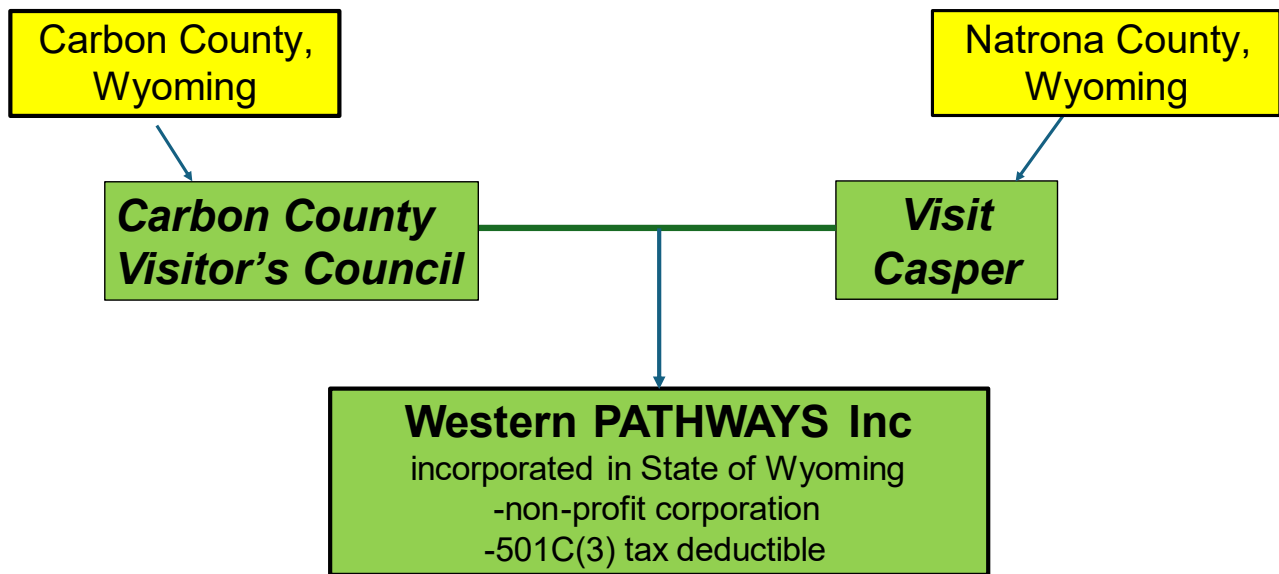 Carbon County,
Wyoming
Natrona County,
Wyoming
Carbon County
Visitor’s Council
Visit
Casper
Western PATHWAYS Inc
incorporated in State of Wyoming
-non-profit corporation
-501C(3) tax deductible